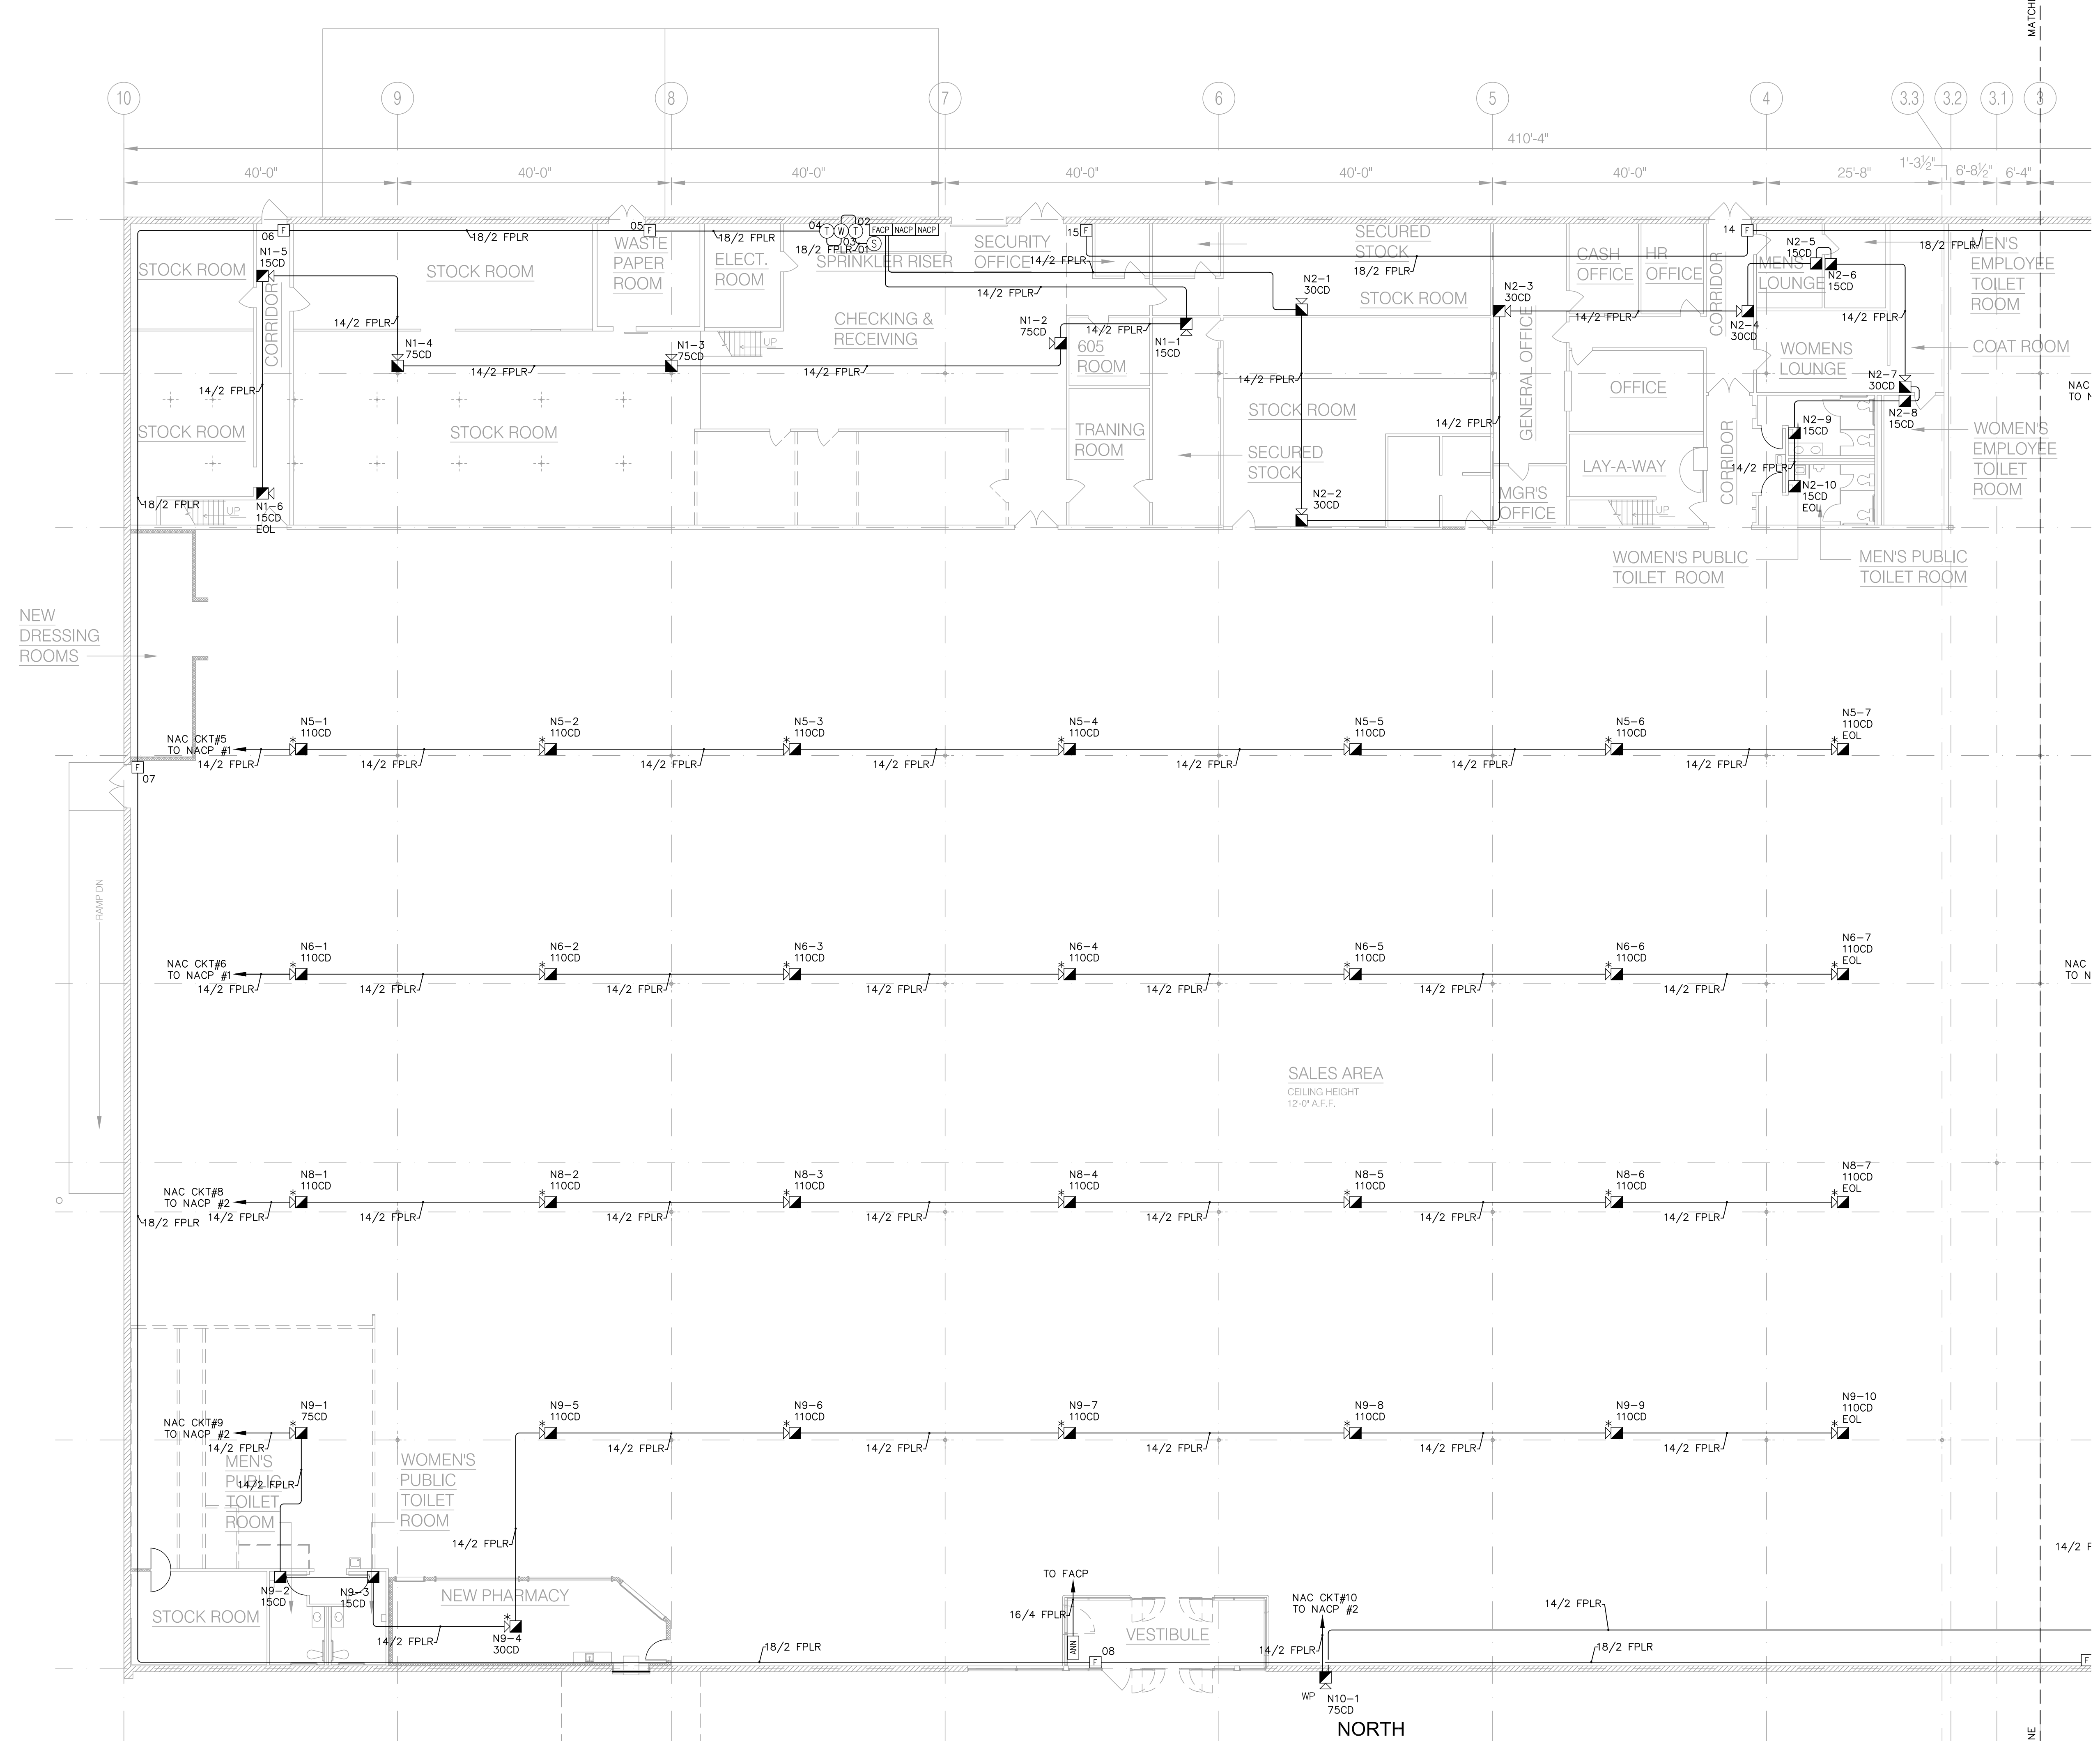 MATCHI
10
9
8
7
6
5
4
3.3
3.2
3.1
3
410'-4"
40'-0"
40'-0"
40'-0"
40'-0"
40'-0"
40'-0"
25'-8"
1'-3½"
6'-8½"
6'-4"
06
F
18/2 FPLR
05
F
18/2 FPLR
04
T
W
T
02
03
S
01
18/2 FPLR
FACP
NACP
NACP
15
F
14
F
18/2 FPLR
18/2 FPLR
N1-5
15CD
STOCK ROOM
STOCK ROOM
WASTE
PAPER
ROOM
ELECT.
ROOM
SPRINKLER RISER
SECURITY
OFFICE
14/2 FPLR
SECURED
STOCK
STOCK ROOM
CASH
OFFICE
HR
OFFICE
CORRIDOR
MENS
LOUNGE
N2-5
15CD
N2-6
15CD
MEN'S
EMPLOYEE
TOILET
ROOM
CORRIDOR
14/2 FPLR
N1-4
75CD
14/2 FPLR
N1-3
75CD
UP
CHECKING &
RECEIVING
14/2 FPLR
14/2 FPLR
N1-2
75CD
14/2 FPLR
N1-1
15CD
605
ROOM
N2-1
30CD
N2-3
30CD
14/2 FPLR
N2-4
30CD
14/2 FPLR
WOMENS
LOUNGE
COAT ROOM
GENERAL OFFICE
OFFICE
N2-7
30CD
N2-8
15CD
NAC
TO N
14/2 FPLR
STOCK ROOM
STOCK ROOM
14/2 FPLR
TRANING
ROOM
STOCK ROOM
SECURED
STOCK
14/2 FPLR
LAY-A-WAY
CORRIDOR
N2-9
15CD
14/2 FPLR
N2-10
15CD
EOL
WOMEN'S
EMPLOYEE
TOILET
ROOM
18/2 FPLR
UP
N1-6
15CD
EOL
N2-2
30CD
MGR'S
OFFICE
UP
WOMEN'S PUBLIC
TOILET ROOM
MEN'S PUBLIC
TOILET ROOM
NEW
DRESSING
ROOMS
NAC CKT#5
TO NACP #1
14/2 FPLR
N5-1
110CD
14/2 FPLR
N5-2
110CD
14/2 FPLR
N5-3
110CD
14/2 FPLR
N5-4
110CD
14/2 FPLR
N5-5
110CD
14/2 FPLR
N5-6
110CD
14/2 FPLR
N5-7
110CD
EOL
F
07
RAMP DN
NAC CKT#6
TO NACP #1
14/2 FPLR
N6-1
110CD
14/2 FPLR
N6-2
110CD
14/2 FPLR
N6-3
110CD
14/2 FPLR
N6-4
110CD
14/2 FPLR
N6-5
110CD
14/2 FPLR
N6-6
110CD
14/2 FPLR
N6-7
110CD
EOL
NAC
TO N
SALES AREA
CEILING HEIGHT
12'-0' A.F.F.
NAC CKT#8
TO NACP #2
18/2 FPLR
14/2 FPLR
N8-1
110CD
14/2 FPLR
N8-2
110CD
14/2 FPLR
N8-3
110CD
14/2 FPLR
N8-4
110CD
14/2 FPLR
N8-5
110CD
14/2 FPLR
N8-6
110CD
14/2 FPLR
N8-7
110CD
EOL
NAC CKT#9
TO NACP #2
14/2 FPLR
N9-1
75CD
N9-5
110CD
14/2 FPLR
N9-6
110CD
14/2 FPLR
N9-7
110CD
14/2 FPLR
N9-8
110CD
14/2 FPLR
N9-9
110CD
14/2 FPLR
N9-10
110CD
EOL
MEN'S
PUBLIC
TOILET
ROOM
14/2 FPLR
WOMEN'S
PUBLIC
TOILET
ROOM
14/2 FPLR
14/2 F
N9-2
15CD
N9-3
15CD
STOCK ROOM
NEW PHARMACY
14/2 FPLR
N9-4
30CD
18/2 FPLR
TO FACP
16/4 FPLR
ANN
VESTIBULE
F
08
NAC CKT#10
TO NACP #2
14/2 FPLR
14/2 FPLR
18/2 FPLR
F
WP
N10-1
75CD
NORTH
NE